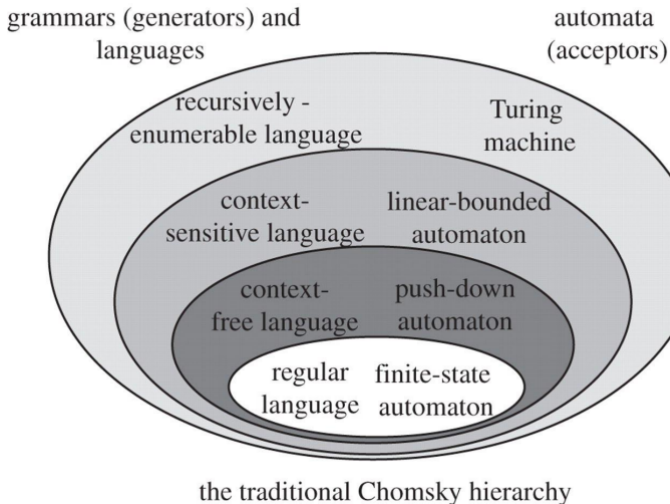 grammars (generators) and
languages
automata
(acceptors)
recursively -
enumerable language
Turing
machine
context-
sensitive language
linear-bounded
automaton
context-
free language
push-down
automaton
regular
language
finite-state
automaton
the traditional Chomsky hierarchy